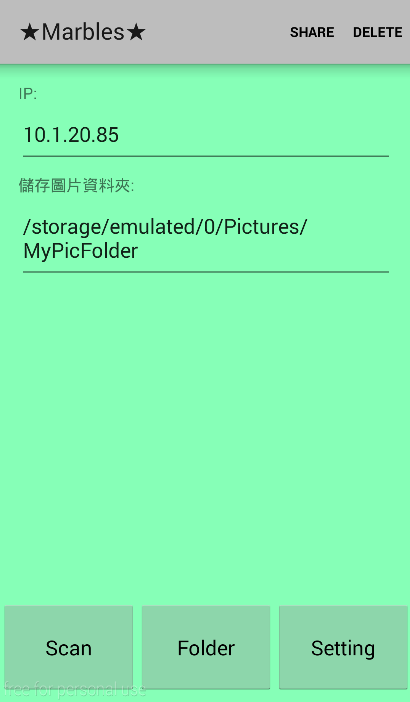 ★Marbles★
SHARE DELETE
IP:
10.1.20.85
儲存圖片資料夾:
/storage/emulated/0/Pictures/
MyPicFolder
Scan Folder Setting
free for personal use